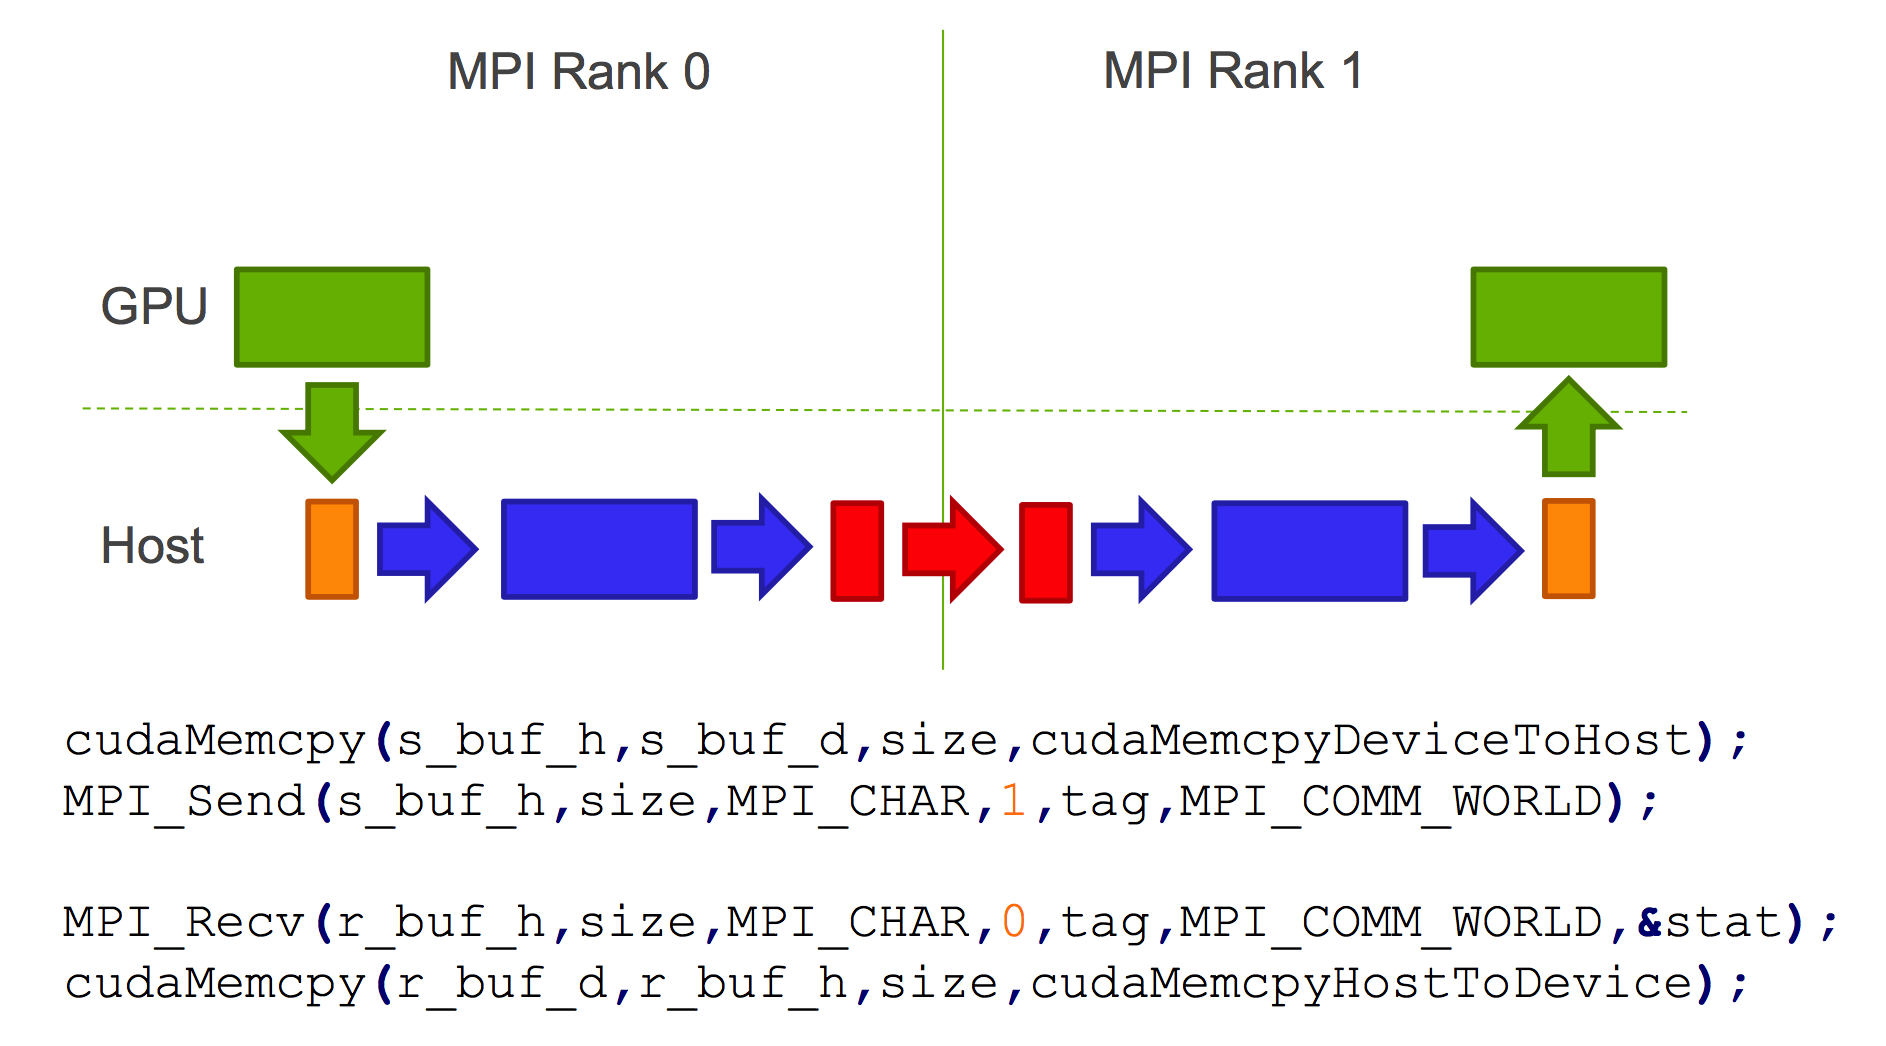 MPI Rank 0
MPI Rank 1
GPU
Host
cudaMemcpy(s_buf_h,s_buf_d,size,cudaMemcpyDeviceToHost);
MPI_Send(s_buf_h,size,MPI_CHAR,1,tag,MPI_COMM_WORLD);
MPI_Recv(r_buf_h,size,MPI_CHAR,0,tag,MPI_COMM_WORLD,&stat);
cudaMemcpy(r_buf_d,r_buf_h,size,cudaMemcpyHostToDevice);